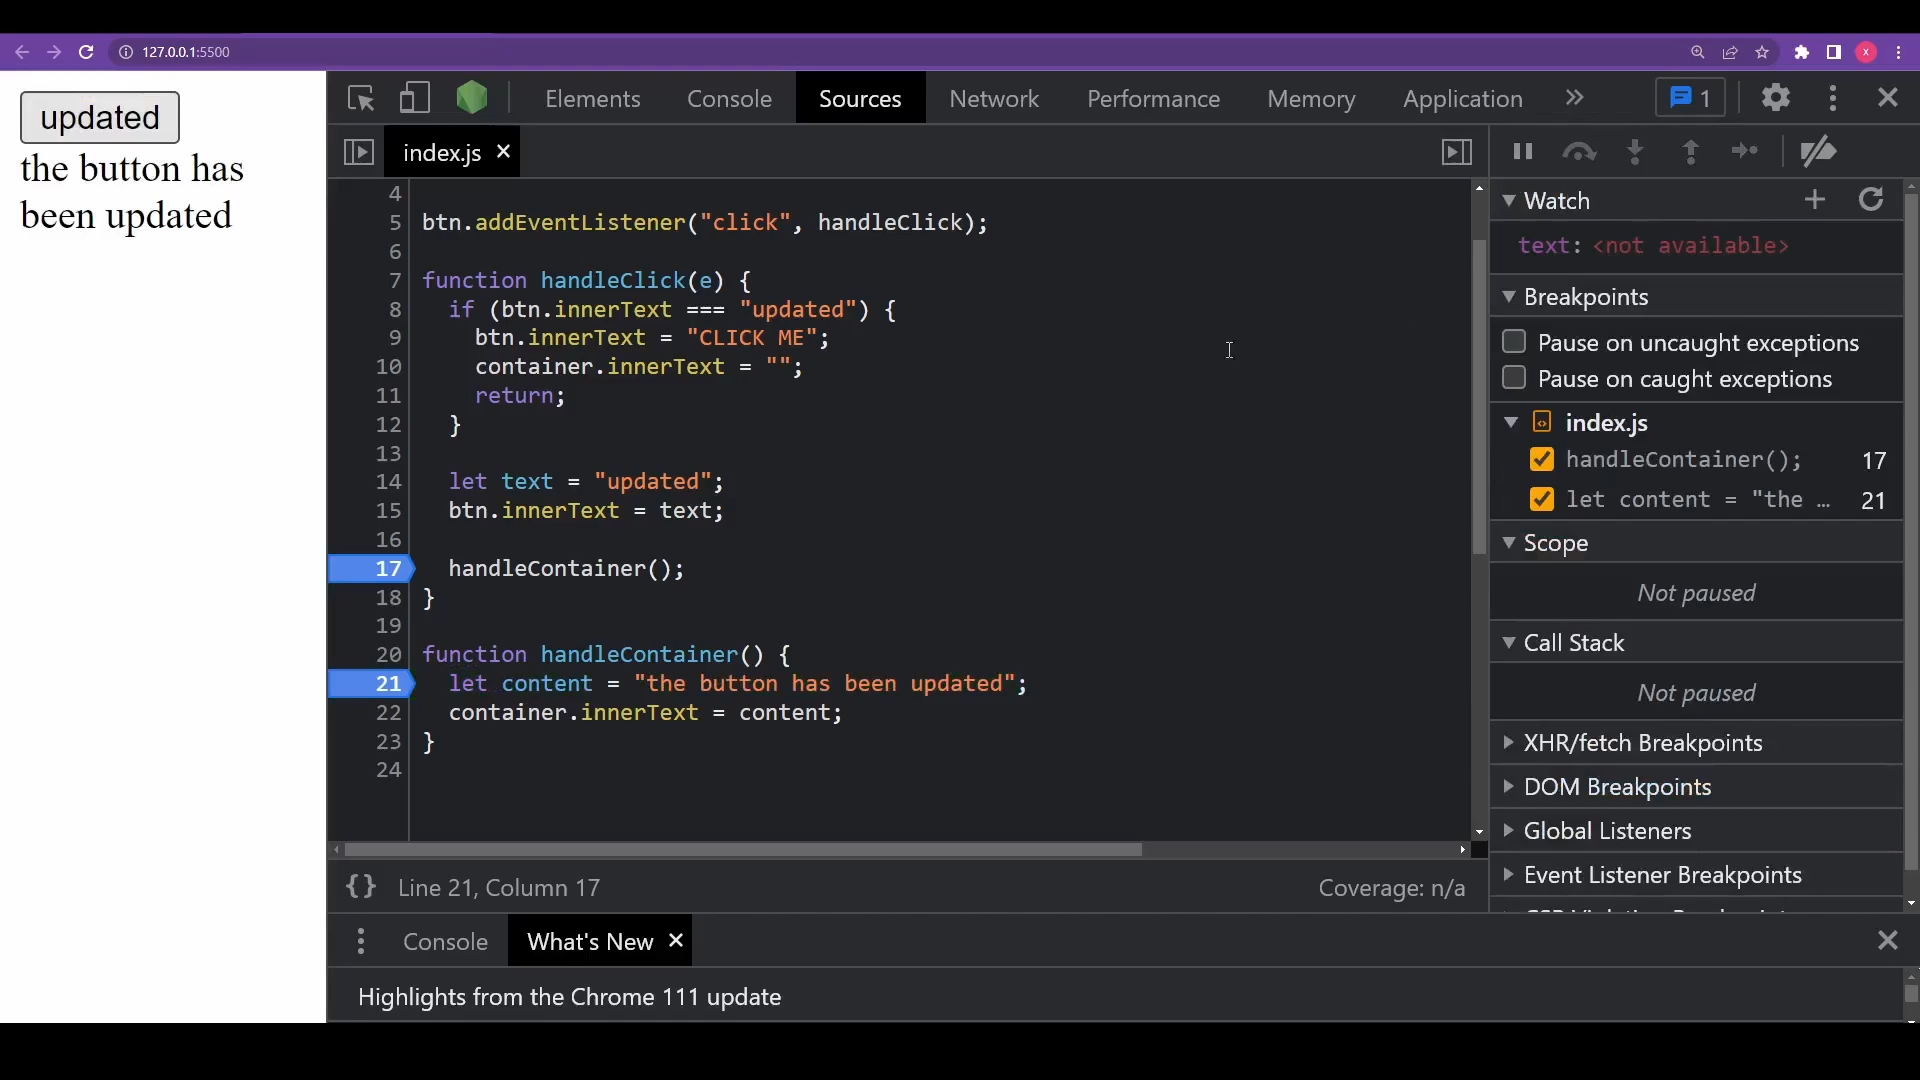 127.0.0.1:5500
x
updated
the button has
been updated
Elements Console Sources Network Performance Memory Application » 1
index.js ×
4
5 btn.addEventListener("click", handleClick);
6
7 function handleClick(e) {
8 if (btn.innerText === "updated") {
9 btn.innerText = "CLICK ME";
10 container.innerText = "";
11 return;
12 }
13
14 let text = "updated";
15 btn.innerText = text;
16
17 handleContainer();
18 }
19
20 function handleContainer() {
21 let content = "the button has been updated";
22 container.innerText = content;
23 }
24
{} Line 21, Column 17 Coverage: n/a
Watch
text: <not available>
Breakpoints
Pause on uncaught exceptions
Pause on caught exceptions
index.js
handleContainer(); 17
let content = "the … 21
Scope
Not paused
Call Stack
Not paused
XHR/fetch Breakpoints
DOM Breakpoints
Global Listeners
Event Listener Breakpoints
Console What's New ×
Highlights from the Chrome 111 update